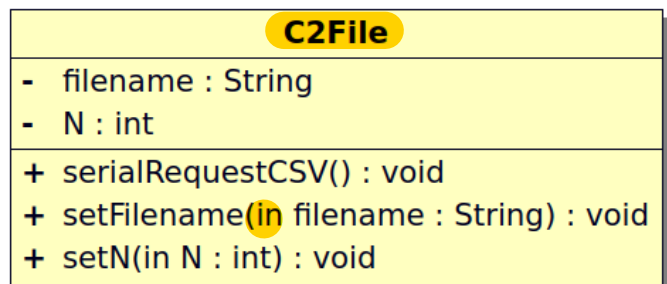 C2File
- filename : String
- N : int
+ serialRequestCSV() : void
+ setFilename(in filename : String) : void
+ setN(in N : int) : void